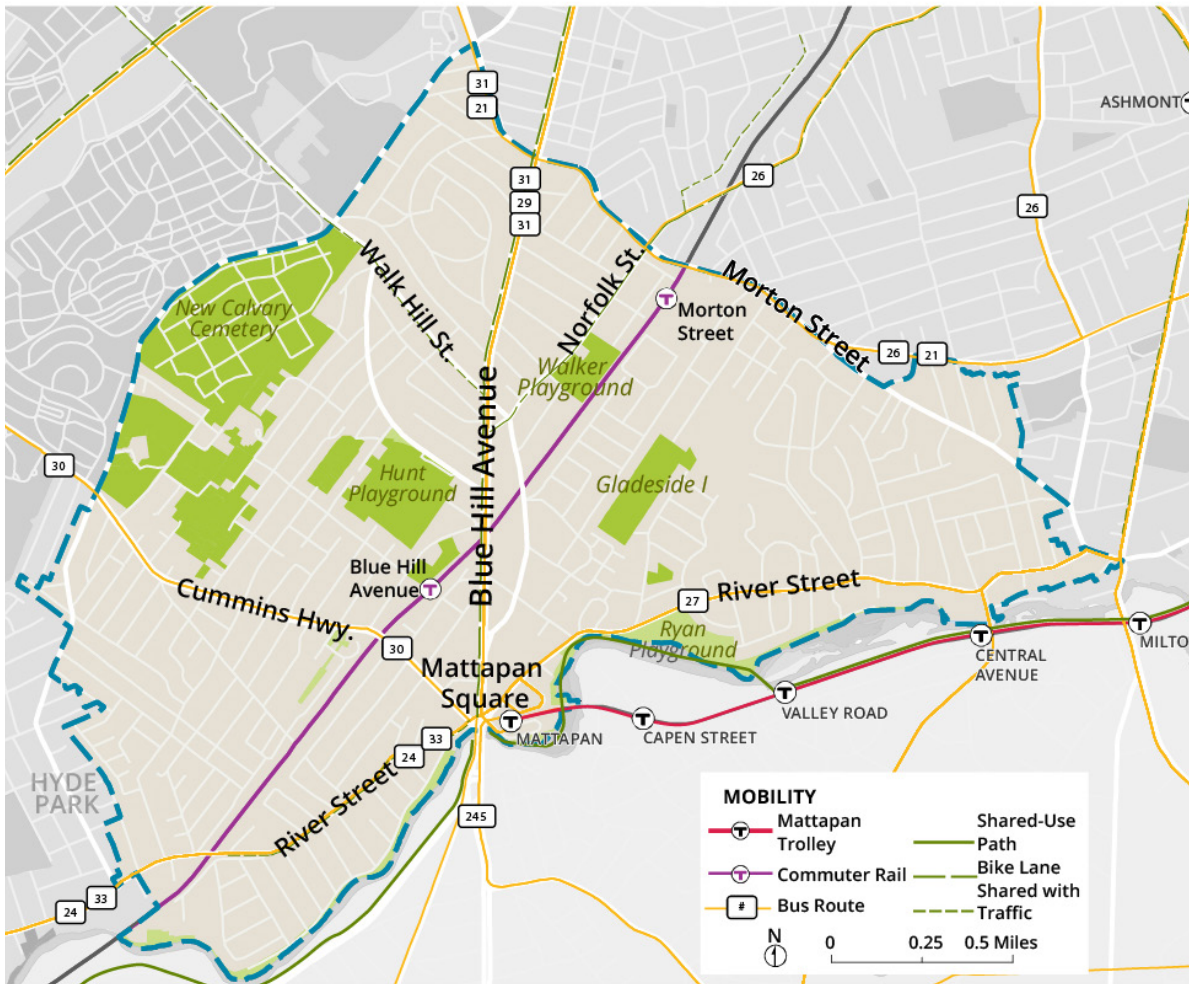 31
21
ASHMONT
31
29
31
26
26
New Calvary
Cemetery
Walk Hill St.
Norfolk St.
Morton
Street
Morton Street
26
21
Walker
Playground
Blue Hill Avenue
30
Hunt
Playground
Gladeside I
Blue Hill
Avenue
Cummins Hwy.
30
27
River Street
Ryan
Playground
Mattapan
Square
MATTAPAN
CAPEN STREET
VALLEY ROAD
CENTRAL
AVENUE
MILTO
33
24
HYDE
PARK
River Street
245
33
24
MOBILITY
Mattapan
Trolley
Commuter Rail
# Bus Route
Shared-Use
Path
Bike Lane
Shared with
Traffic
N
0 0.25 0.5 Miles